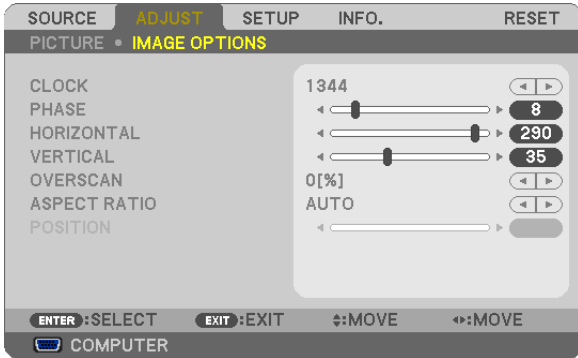 SOURCE ADJUST SETUP INFO. RESET
PICTURE • IMAGE OPTIONS
CLOCK 1344
PHASE 8
HORIZONTAL 290
VERTICAL 35
OVERSCAN 0[%]
ASPECT RATIO AUTO
POSITION
ENTER :SELECT EXIT :EXIT :MOVE :MOVE
COMPUTER